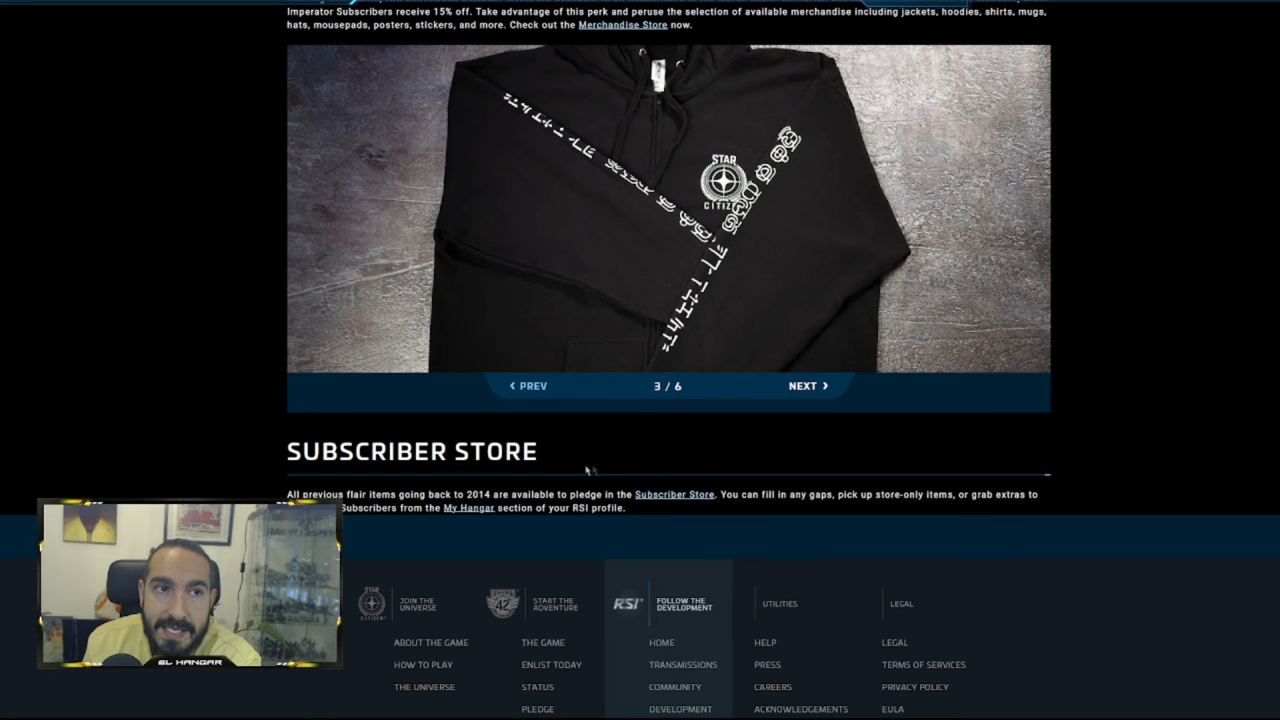 Imperator Subscribers receive 15% off. Take advantage of this perk and peruse the selection of available merchandise including jackets, hoodies, shirts, mugs,
hats, mousepads, posters, stickers, and more. Check out the Merchandise Store now.
STAR
PREV
3 / 6
NEXT
SUBSCRIBER STORE
All previous flair items going back to 2014 are available to pledge in the Subscriber Store. You can fill in any gaps, pick up store-only items, or grab extras to
Subscribers from the My Hangar section of your RSI profile.
EL HANGAR
STAR
CITIZEN
JOIN THE
UNIVERSE
ABOUT THE GAME
HOW TO PLAY
THE UNIVERSE
42
START THE
ADVENTURE
THE GAME
ENLIST TODAY
STATUS
PLEDGE
RSI
FOLLOW THE
DEVELOPMENT
HOME
TRANSMISSIONS
COMMUNITY
DEVELOPMENT
UTILITIES
HELP
PRESS
CAREERS
ACKNOWLEDGEMENTS
LEGAL
LEGAL
TERMS OF SERVICES
PRIVACY POLICY
EULA